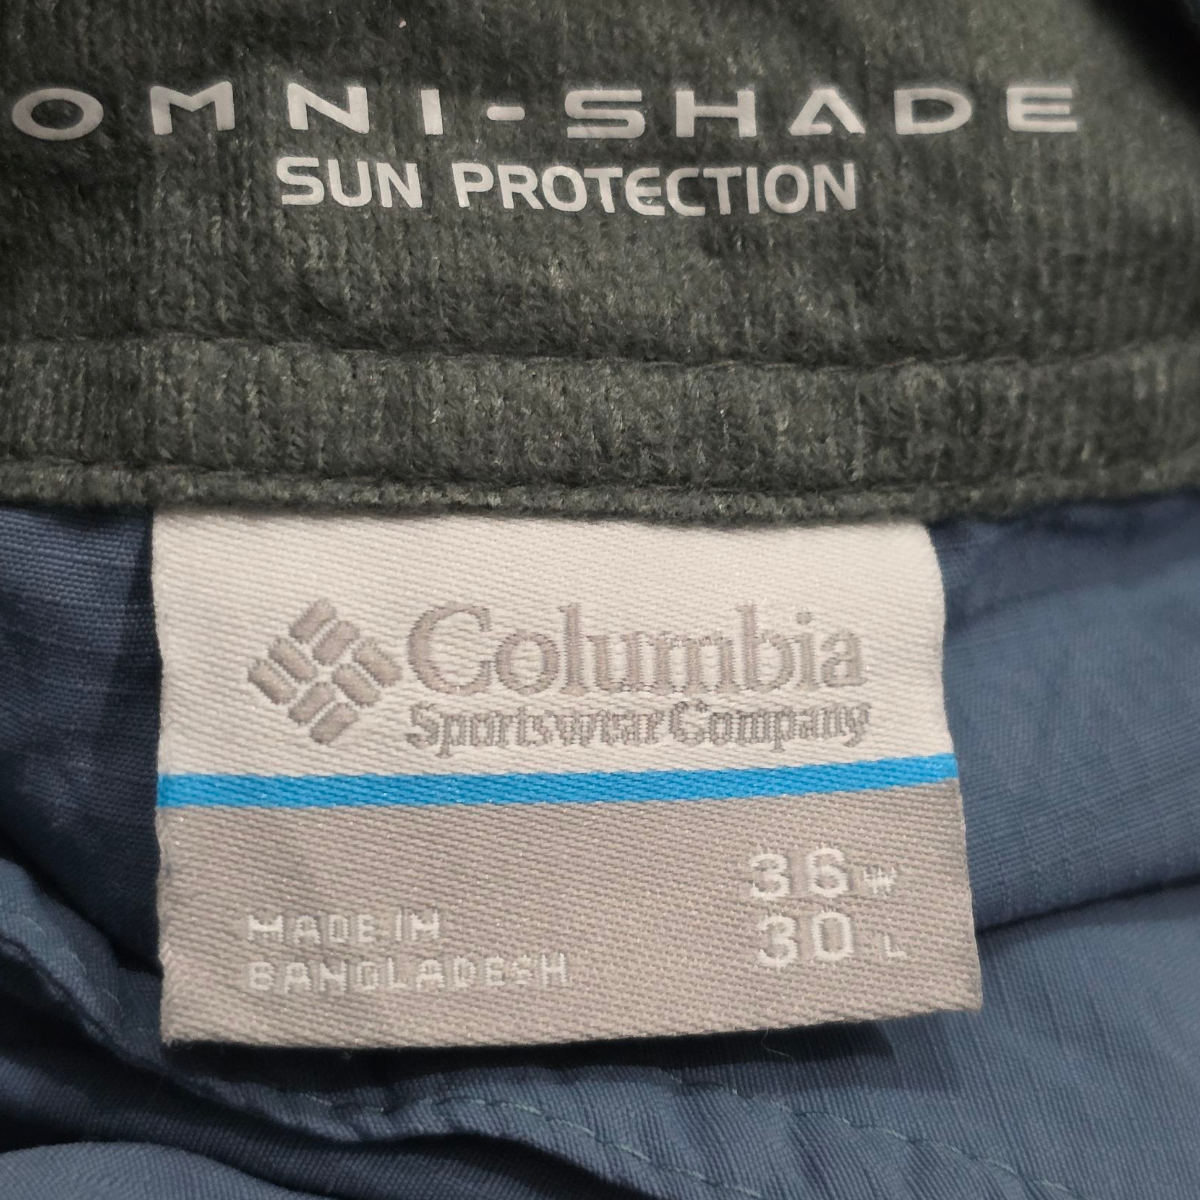 OMNI-SHADE
SUN PROTECTION
Columbia
Sportswear Company
36 W
30 L
MADE IN
BANGLADESH